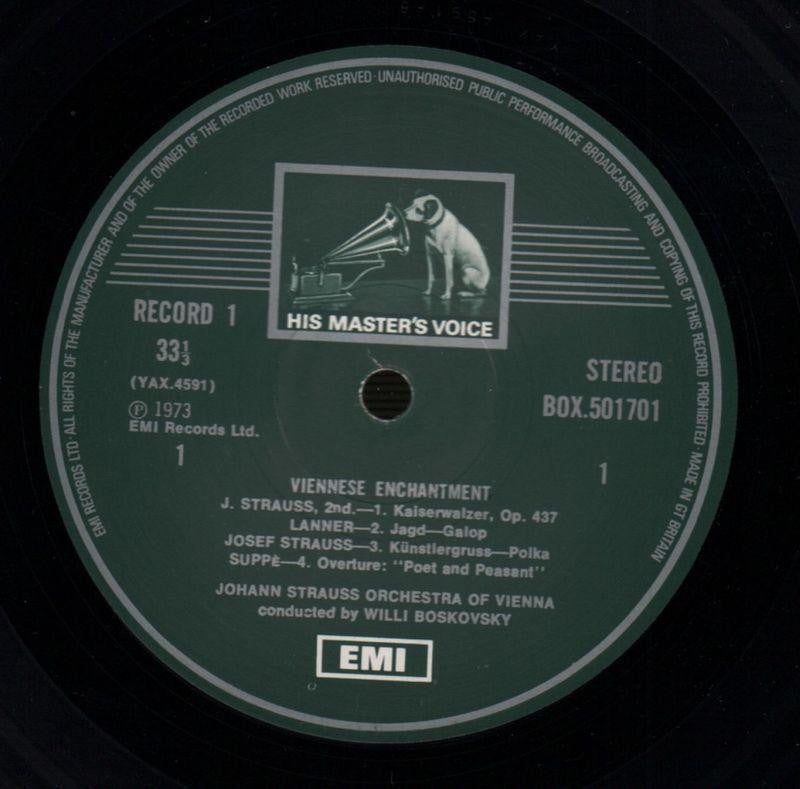 EMI RECORDS LTD·ALL RIGHTS OF THE MANUFACTURER AND OF THE OWNER OF THE RECORDED WORK RESERVED·UNAUTHORISED PUBLIC PERFORMANCE BROADCASTING AND COPYING OF THIS RECORD PROHIBITED·MADE IN GT BRITAIN
HIS MASTER'S VOICE
RECORD 1
33⅓
(YAX.4591)
Ⓟ 1973
EMI Records Ltd.
1
STEREO
BOX.501701
1
VIENNESE ENCHANTMENT
J. STRAUSS, 2nd.—1. Kaiserwalzer, Op. 437
LANNER—2. Jagd—Galop
JOSEF STRAUSS—3. Künstlergruss—Polka
SUPPÈ—4. Overture: "Poet and Peasant"
JOHANN STRAUSS ORCHESTRA OF VIENNA
conducted by WILLI BOSKOVSKY
EMI